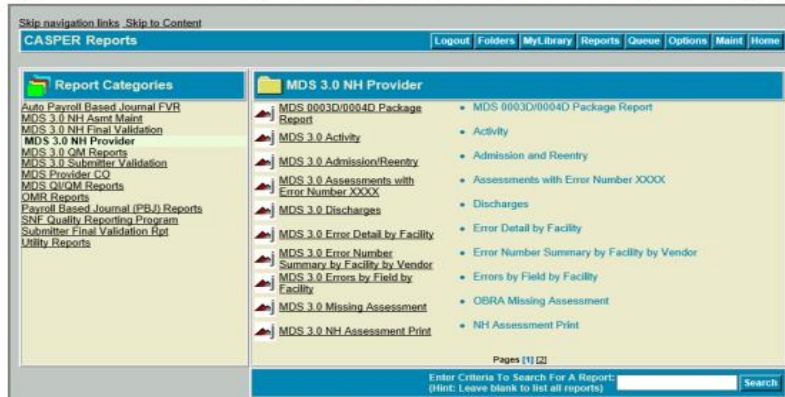 Skip navigation links Skip to Content
CASPER Reports
Logout Folders MyLibrary Reports Queue Options Maint Home
Report Categories
Auto Payroll Based Journal FVR
MDS 3.0 NH Asmt Maint
MDS 3.0 NH Final Validation
MDS 3.0 NH Provider
MDS 3.0 QM Reports
MDS 3.0 Submitter Validation
MDS Provider CO
MDS QI/QM Reports
OMR Reports
Payroll Based Journal (PBJ) Reports
SNF Quality Reporting Program
Submitter Final Validation Rpt
Utility Reports
MDS 3.0 NH Provider
MDS 0003D/0004D Package
Report
• MDS 0003D/0004D Package Report
MDS 3.0 Activity
• Activity
MDS 3.0 Admission/Reentry
• Admission and Reentry
MDS 3.0 Assessments with
Error Number XXXX
• Assessments with Error Number XXXX
MDS 3.0 Discharges
• Discharges
MDS 3.0 Error Detail by Facility
• Error Detail by Facility
MDS 3.0 Error Number
Summary by Facility by Vendor
• Error Number Summary by Facility by Vendor
MDS 3.0 Errors by Field by
Facility
• Errors by Field by Facility
MDS 3.0 Missing Assessment
• OBRA Missing Assessment
MDS 3.0 NH Assessment Print
• NH Assessment Print
Pages [1] [2]
Enter Criteria To Search For A Report:
(Hint: Leave blank to list all reports)
Search